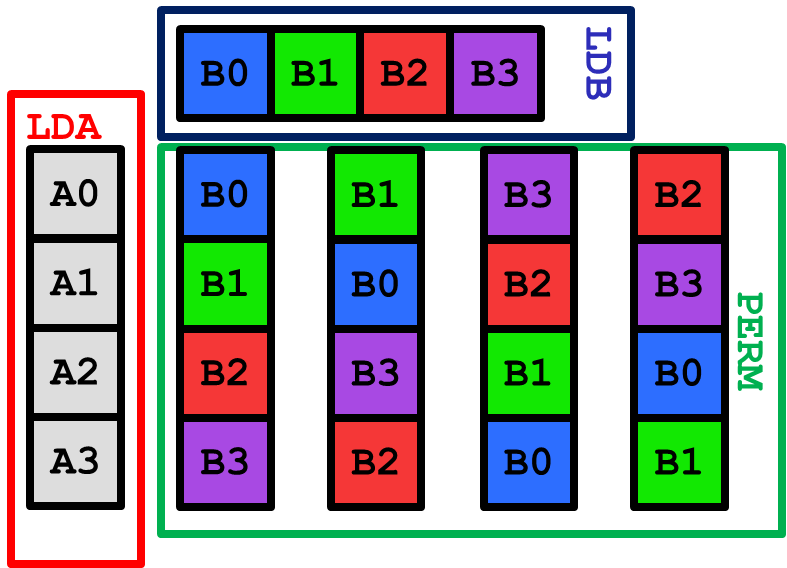 B0 B1 B2 B3
LDB
LDA
A0
A1
A2
A3
B0 B1 B3 B2
B1 B0 B2 B3
B2 B3 B1 B0
B3 B2 B0 B1
PERM